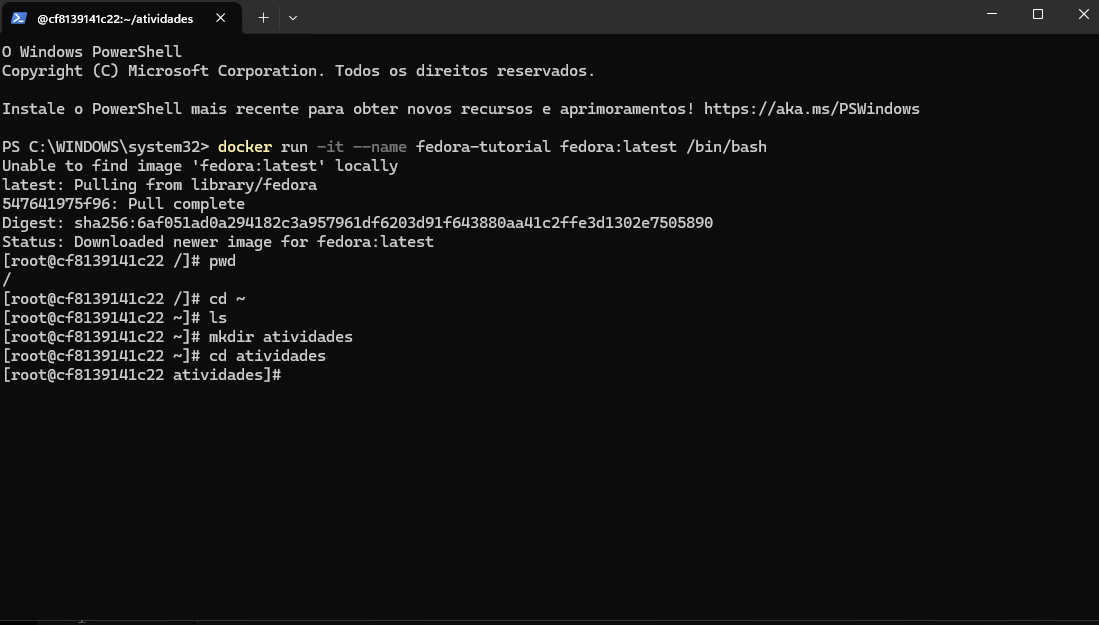 @cf8139141c22:~/atividades
O Windows PowerShell
Copyright (C) Microsoft Corporation. Todos os direitos reservados.
Instale o PowerShell mais recente para obter novos recursos e aprimoramentos! https://aka.ms/PSWindows
PS C:\WINDOWS\system32> docker run -it --name fedora-tutorial fedora:latest /bin/bash
Unable to find image 'fedora:latest' locally
latest: Pulling from library/fedora
547641975f96: Pull complete
Digest: sha256:6af051ad0a294182c3a957961df6203d91f643880aa41c2ffe3d1302e7505890
Status: Downloaded newer image for fedora:latest
[root@cf8139141c22 /]# pwd
/
[root@cf8139141c22 /]# cd ~
[root@cf8139141c22 ~]# ls
[root@cf8139141c22 ~]# mkdir atividades
[root@cf8139141c22 ~]# cd atividades
[root@cf8139141c22 atividades]#